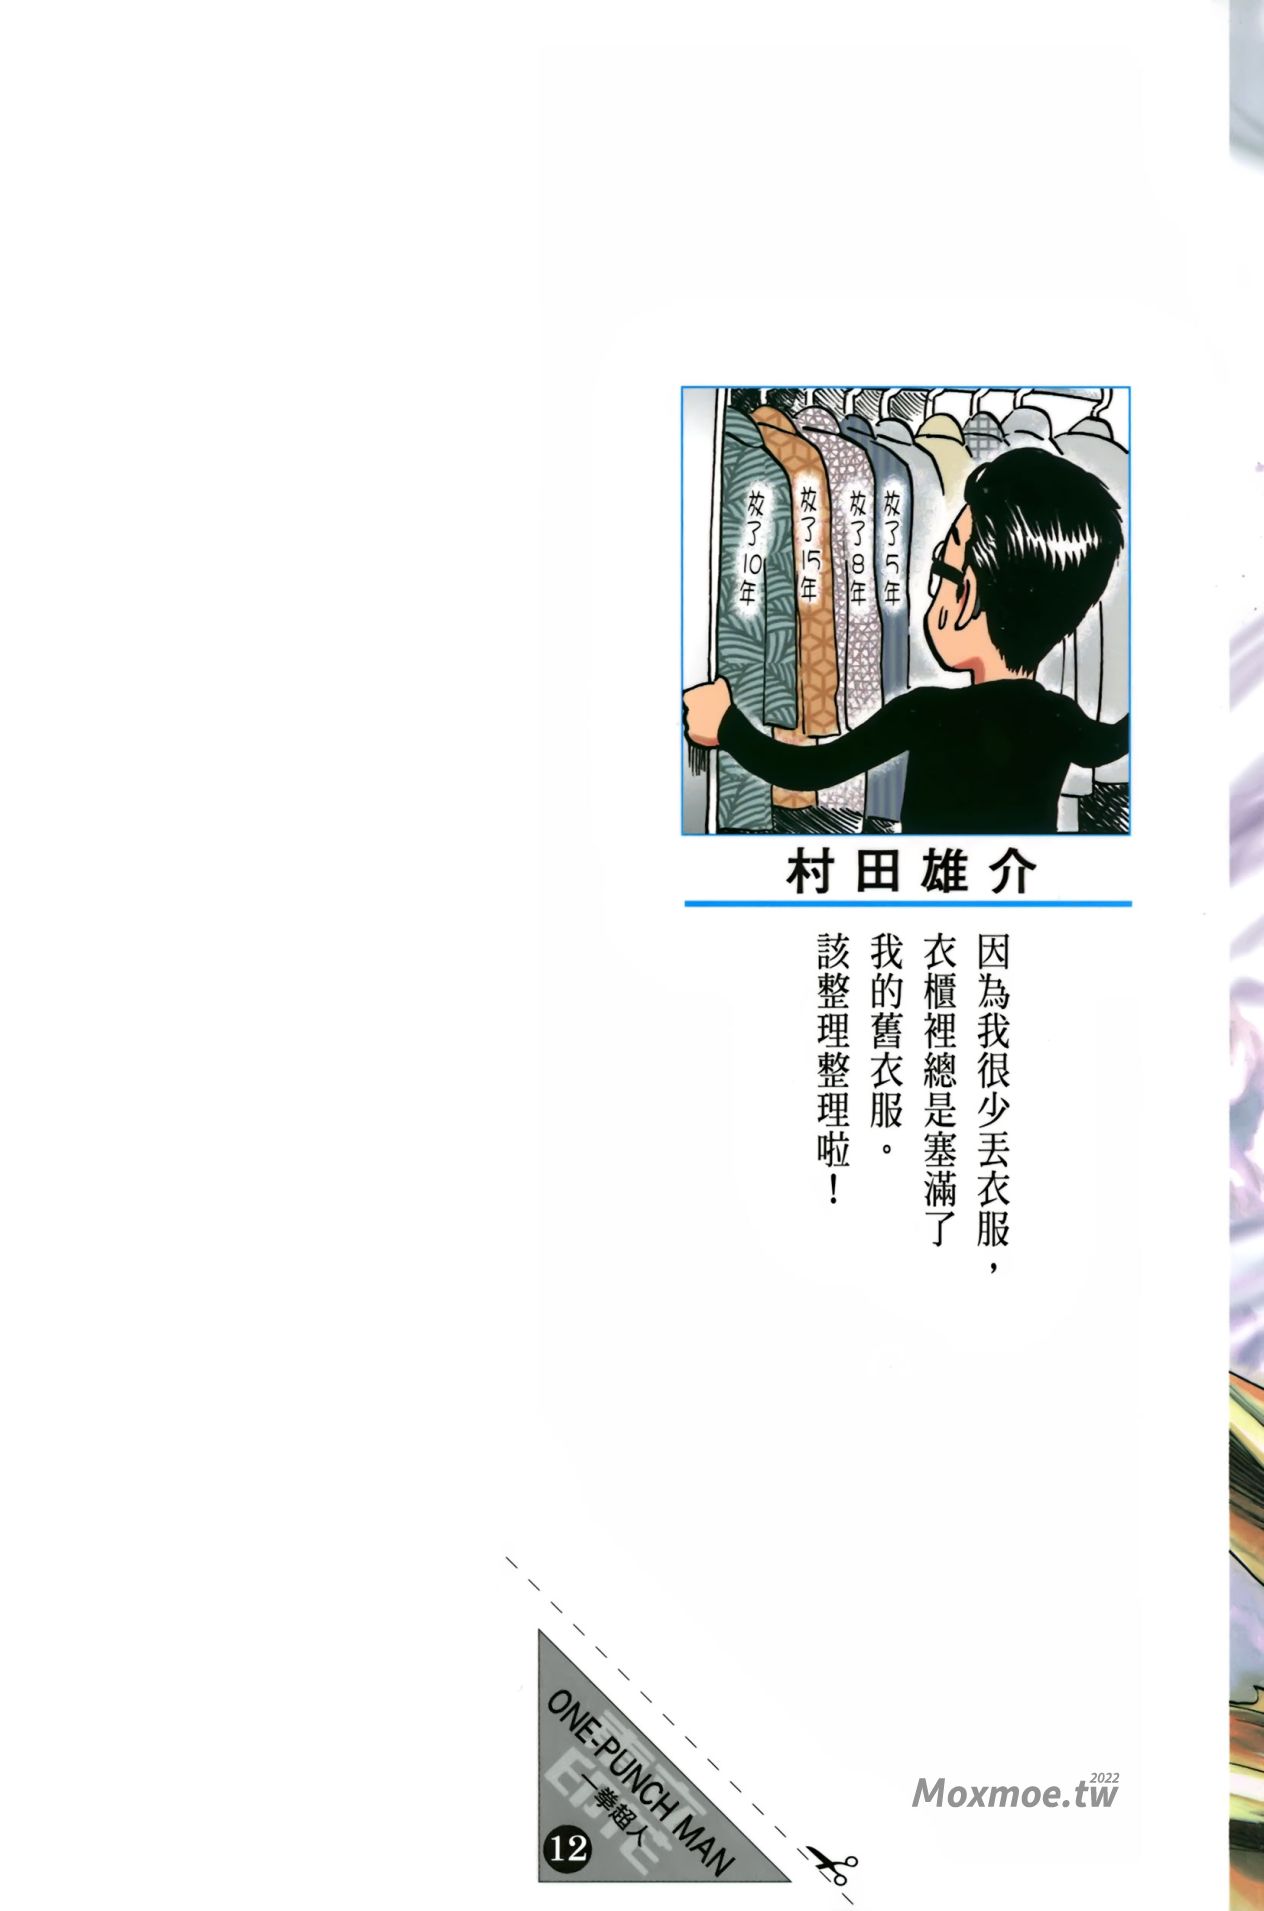 放了5年
放了8年
放了15年
放了10年
村田雄介
因為我很少丟衣服，
衣櫃裡總是塞滿了
我的舊衣服。
該整理整理啦！
ONE-PUNCH MAN
一拳超人
12
2022
Moxmoe.tw